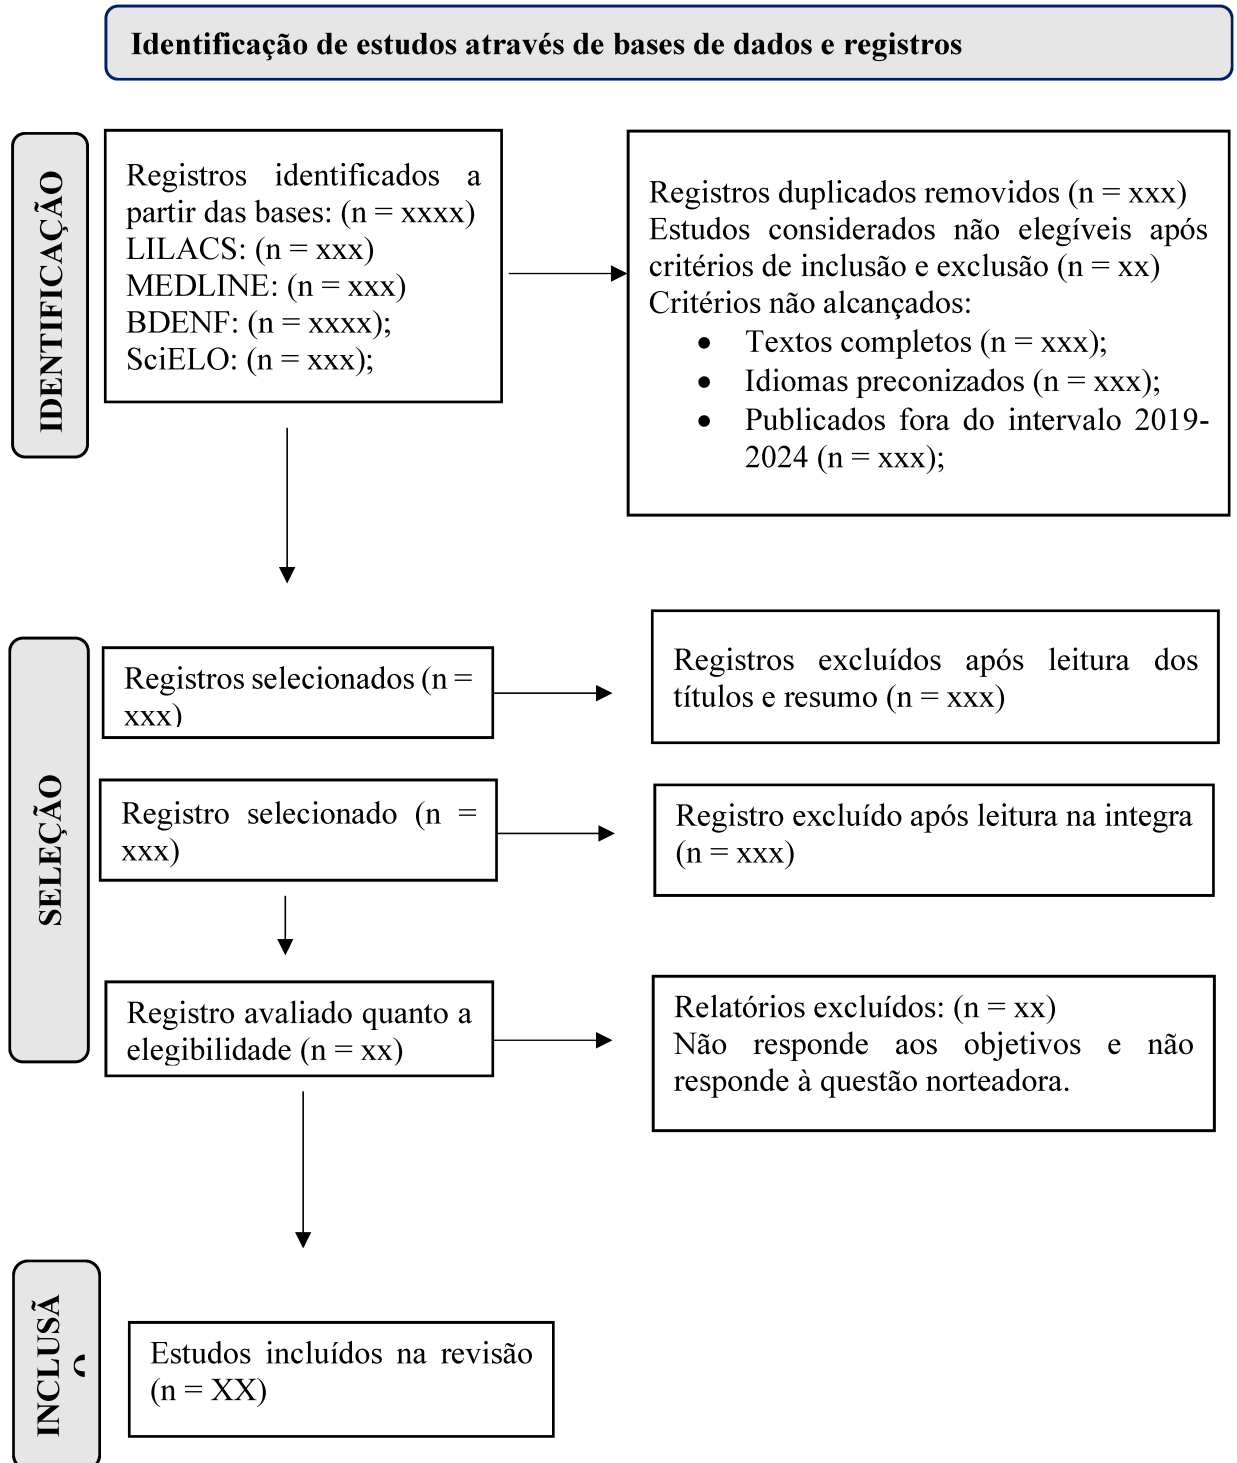 Identificação de estudos através de bases de dados e registros
IDENTIFICAÇÃO
Registros identificados a
partir das bases: (n = xxxx)
LILACS: (n = xxx)
MEDLINE: (n = xxx)
BDENF: (n = xxxx);
SciELO: (n = xxx);
Registros duplicados removidos (n = xxx)
Estudos considerados não elegíveis após
critérios de inclusão e exclusão (n = xx)
Critérios não alcançados:
• Textos completos (n = xxx);
• Idiomas preconizados (n = xxx);
• Publicados fora do intervalo 2019-
2024 (n = xxx);
SELEÇÃO
Registros selecionados (n =
xxx)
Registros excluídos após leitura dos
títulos e resumo (n = xxx)
Registro selecionado (n =
xxx)
Registro excluído após leitura na integra
(n = xxx)
Registro avaliado quanto a
elegibilidade (n = xx)
Relatórios excluídos: (n = xx)
Não responde aos objetivos e não
responde à questão norteadora.
INCLUSÃ
O
Estudos incluídos na revisão
(n = XX)